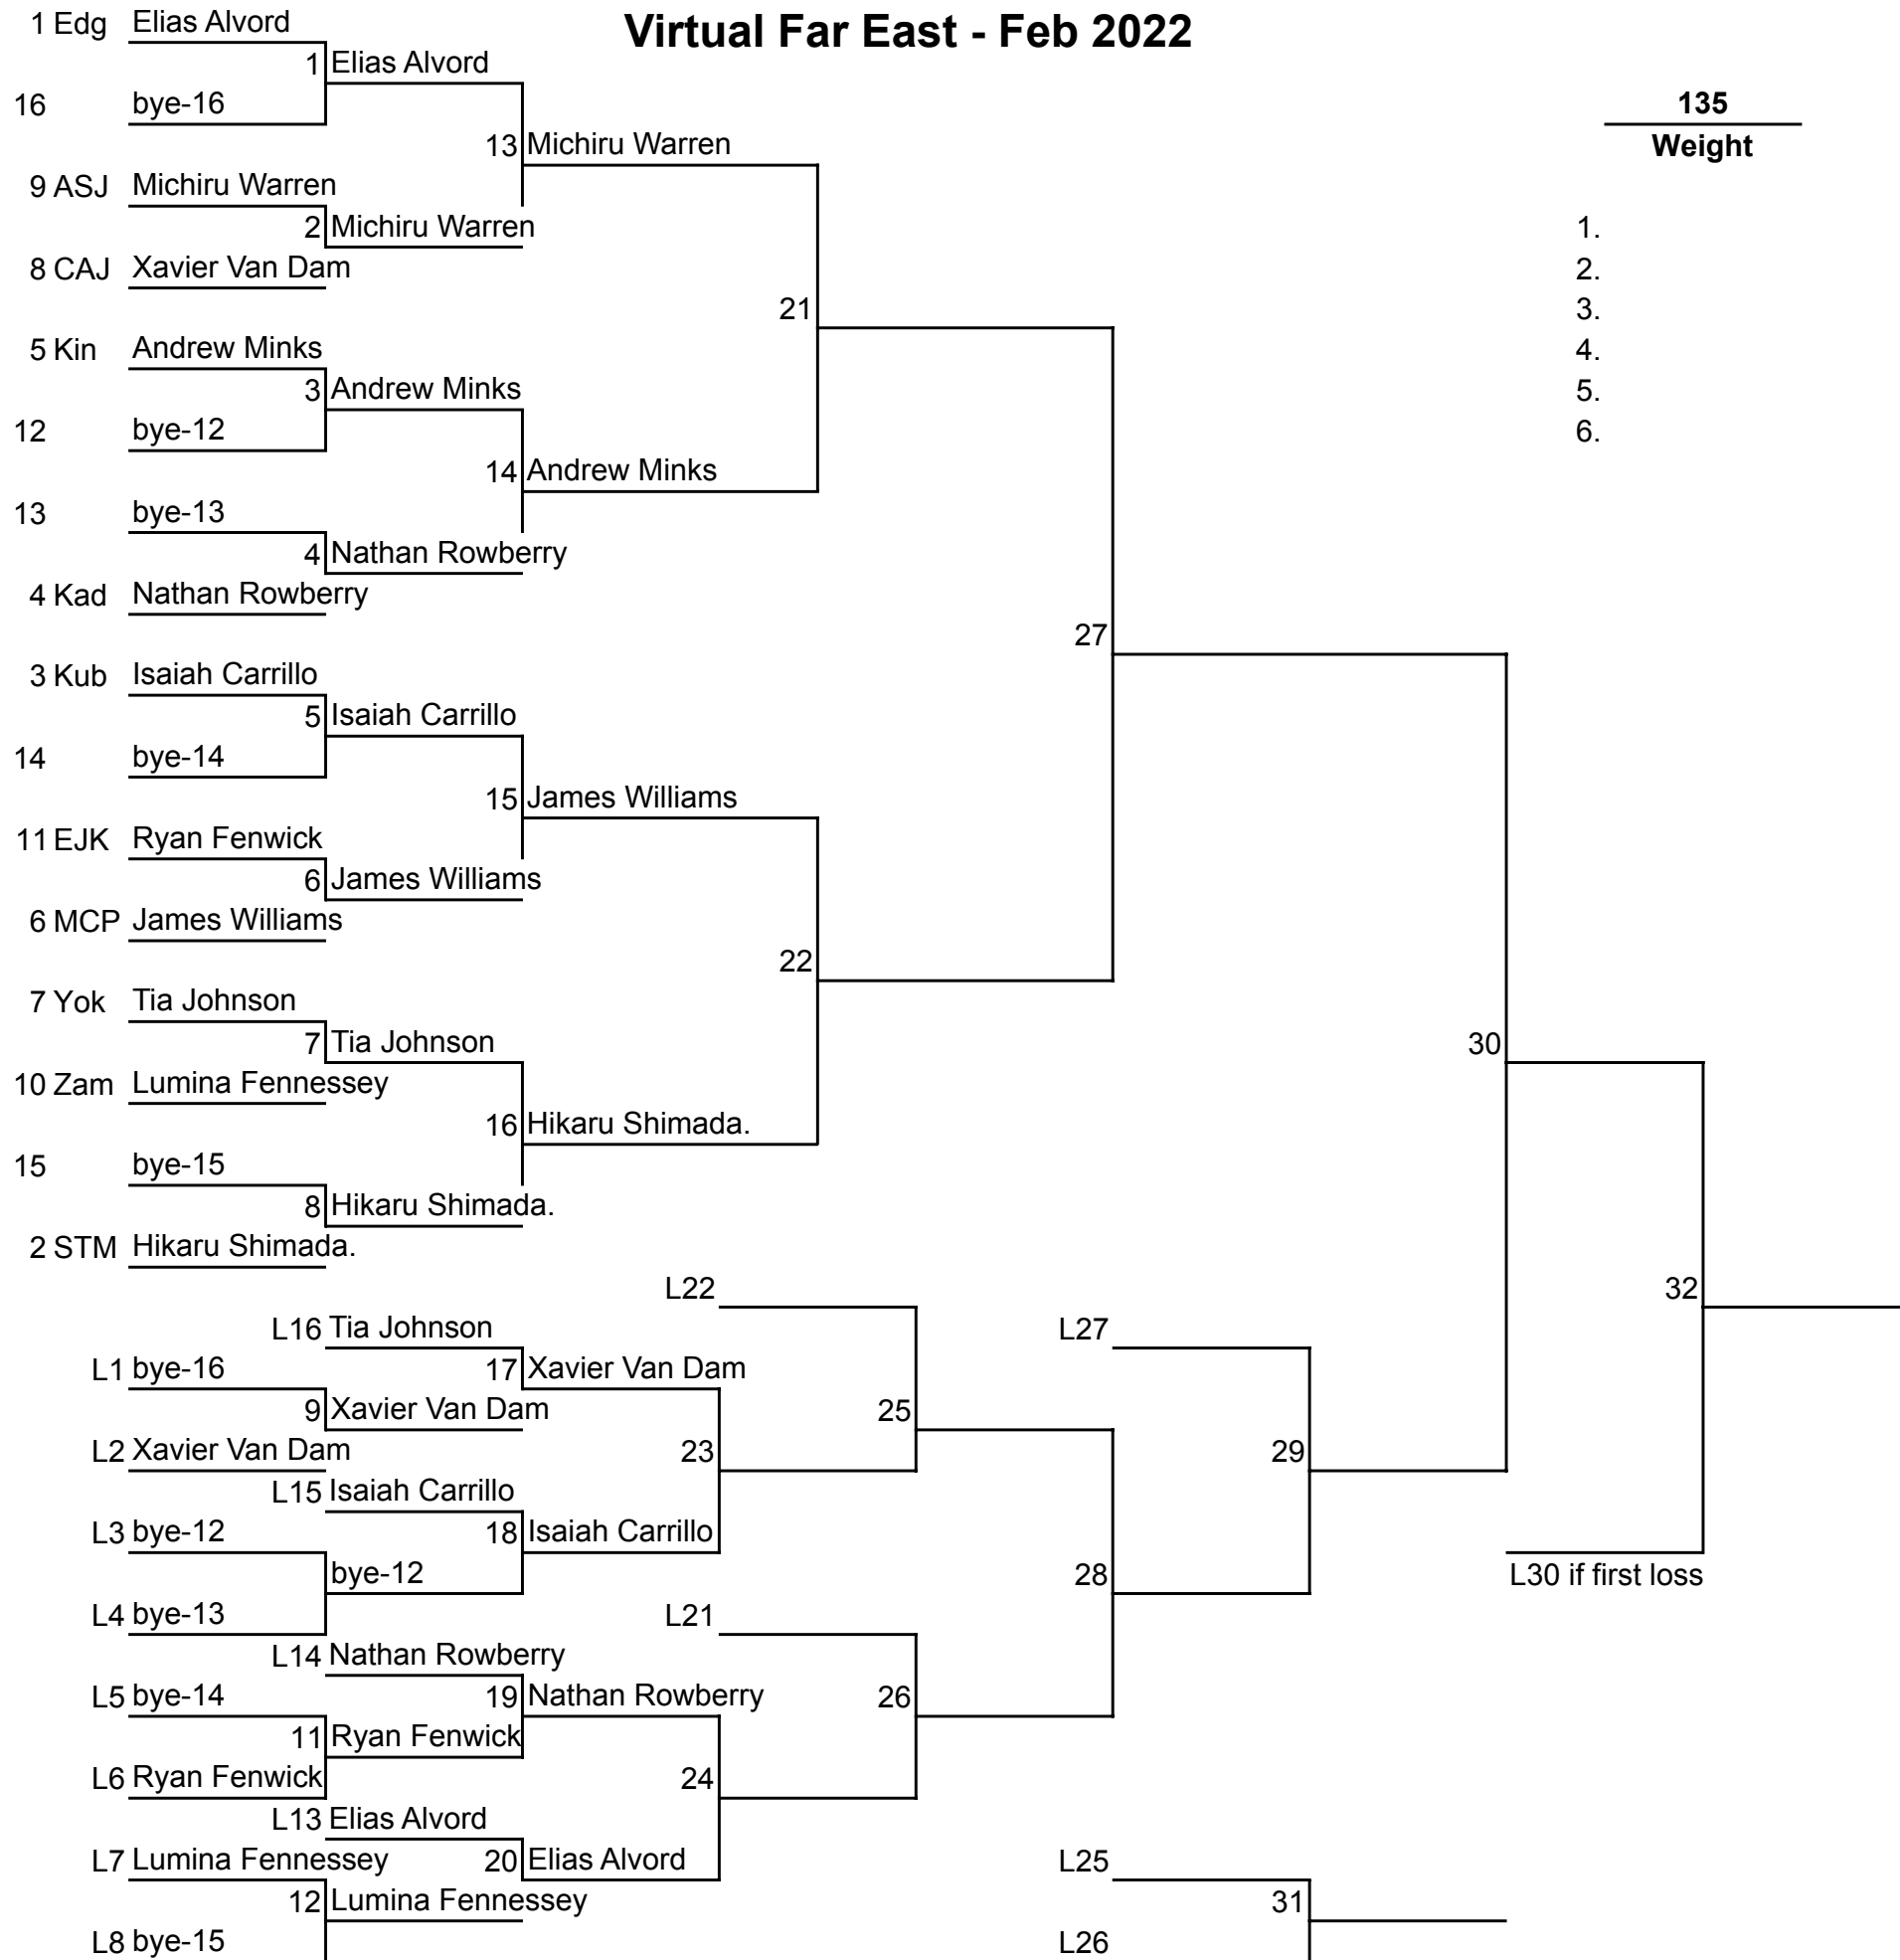 Virtual Far East - Feb 2022
135
Weight
1.
2.
3.
4.
5.
6.
1 Edg Elias Alvord
1 Elias Alvord
16 bye-16
13 Michiru Warren
9 ASJ Michiru Warren
2 Michiru Warren
8 CAJ Xavier Van Dam
21
5 Kin Andrew Minks
3 Andrew Minks
12 bye-12
14 Andrew Minks
13 bye-13
4 Nathan Rowberry
4 Kad Nathan Rowberry
27
3 Kub Isaiah Carrillo
5 Isaiah Carrillo
14 bye-14
15 James Williams
11 EJK Ryan Fenwick
6 James Williams
6 MCP James Williams
22
7 Yok Tia Johnson
7 Tia Johnson
30
10 Zam Lumina Fennessey
16 Hikaru Shimada.
15 bye-15
8 Hikaru Shimada.
2 STM Hikaru Shimada.
L22
32
L16 Tia Johnson
L27
L1 bye-16
17 Xavier Van Dam
9 Xavier Van Dam
25
L2 Xavier Van Dam
23
29
L15 Isaiah Carrillo
L3 bye-12
18 Isaiah Carrillo
bye-12
28
L30 if first loss
L4 bye-13
L21
L14 Nathan Rowberry
L5 bye-14
19 Nathan Rowberry
26
11 Ryan Fenwick
L6 Ryan Fenwick
24
L13 Elias Alvord
L7 Lumina Fennessey
20 Elias Alvord
L25
12 Lumina Fennessey
31
L8 bye-15
L26